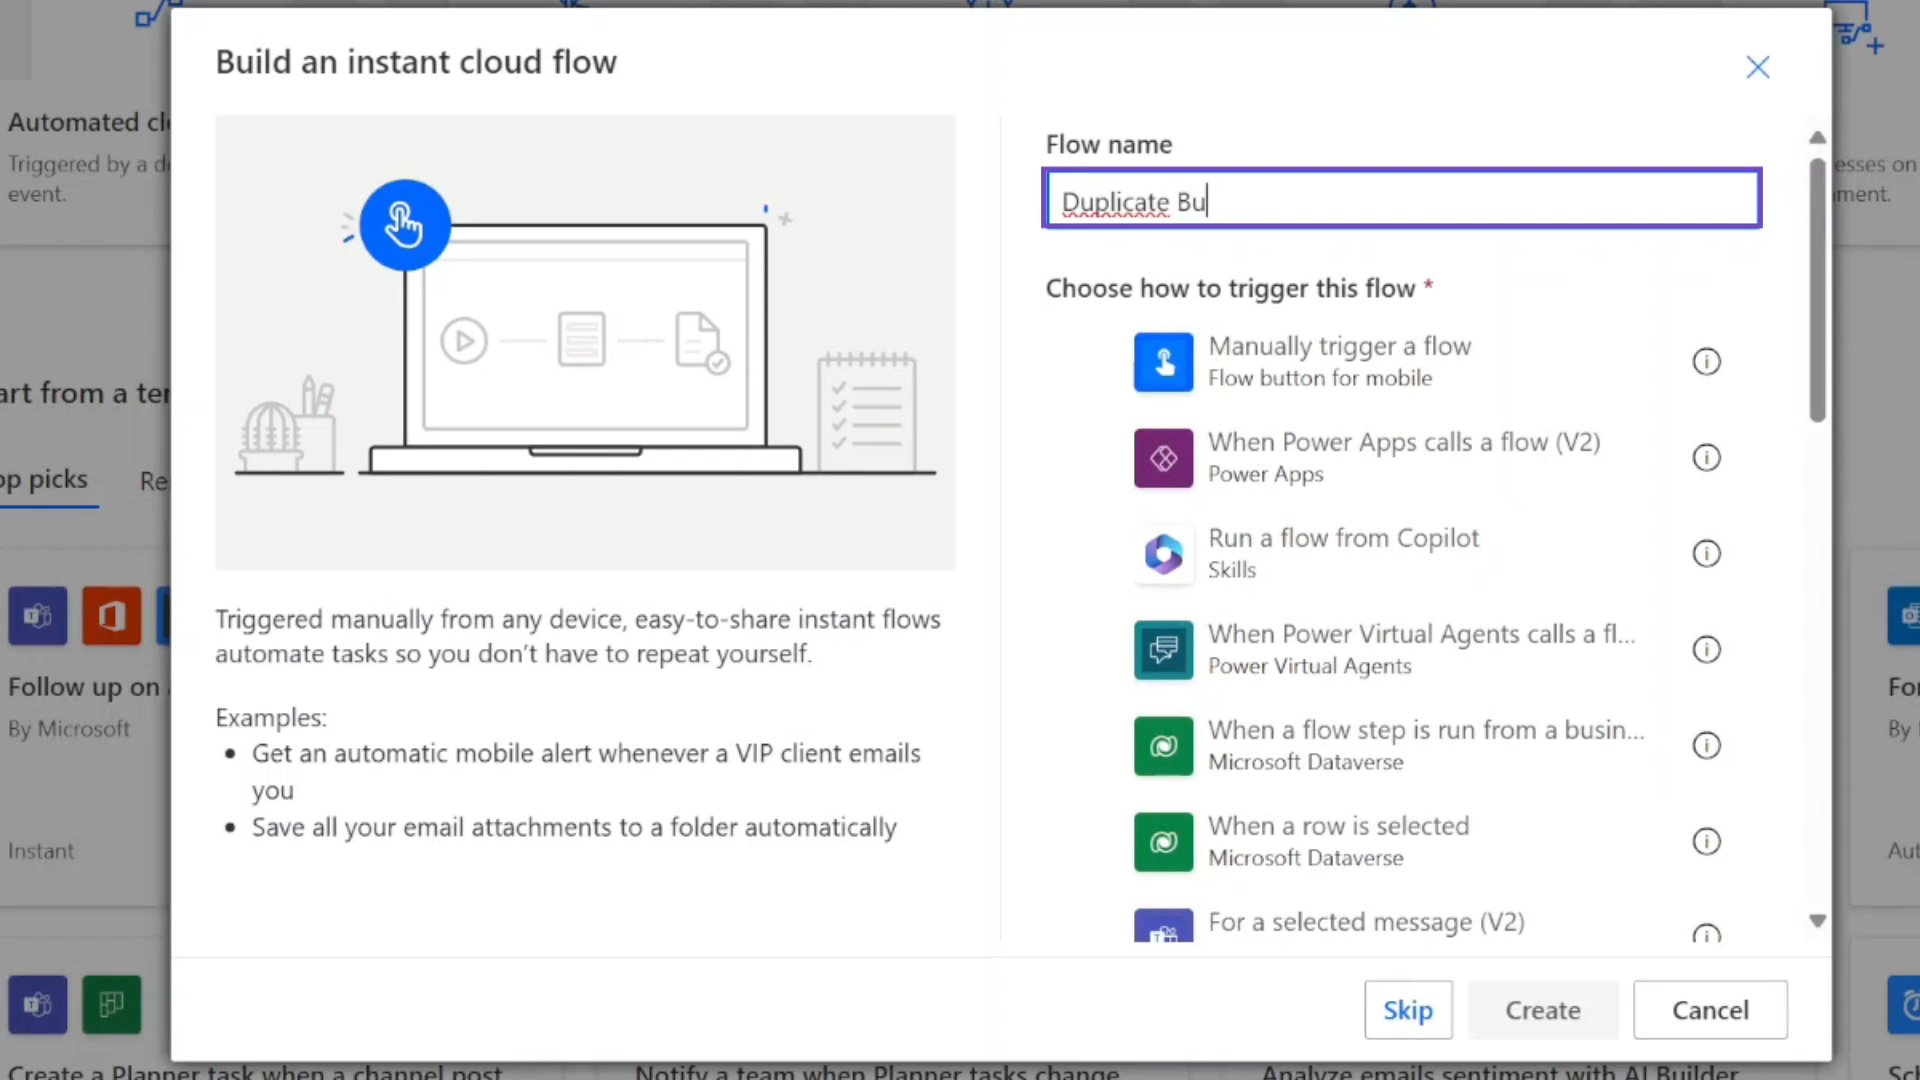 Build an instant cloud flow
Automated cl
Triggered by a d
event.
art from a ter
op picks
Re
Follow up on
By Microsoft
Instant
Create a Planner task when a channel post
Triggered manually from any device, easy-to-share instant flows
automate tasks so you don't have to repeat yourself.
Examples:
• Get an automatic mobile alert whenever a VIP client emails
you
• Save all your email attachments to a folder automatically
Flow name
Duplicate Bu
Choose how to trigger this flow *
Manually trigger a flow
Flow button for mobile
When Power Apps calls a flow (V2)
Power Apps
Run a flow from Copilot
Skills
When Power Virtual Agents calls a fl...
Power Virtual Agents
When a flow step is run from a busin...
Microsoft Dataverse
When a row is selected
Microsoft Dataverse
For a selected message (V2)
Skip
Create
Cancel
esses on
ment.
For
By
Aut
Notify a team when Planner tasks change
Analyze emails sentiment with AI Builder
Sch